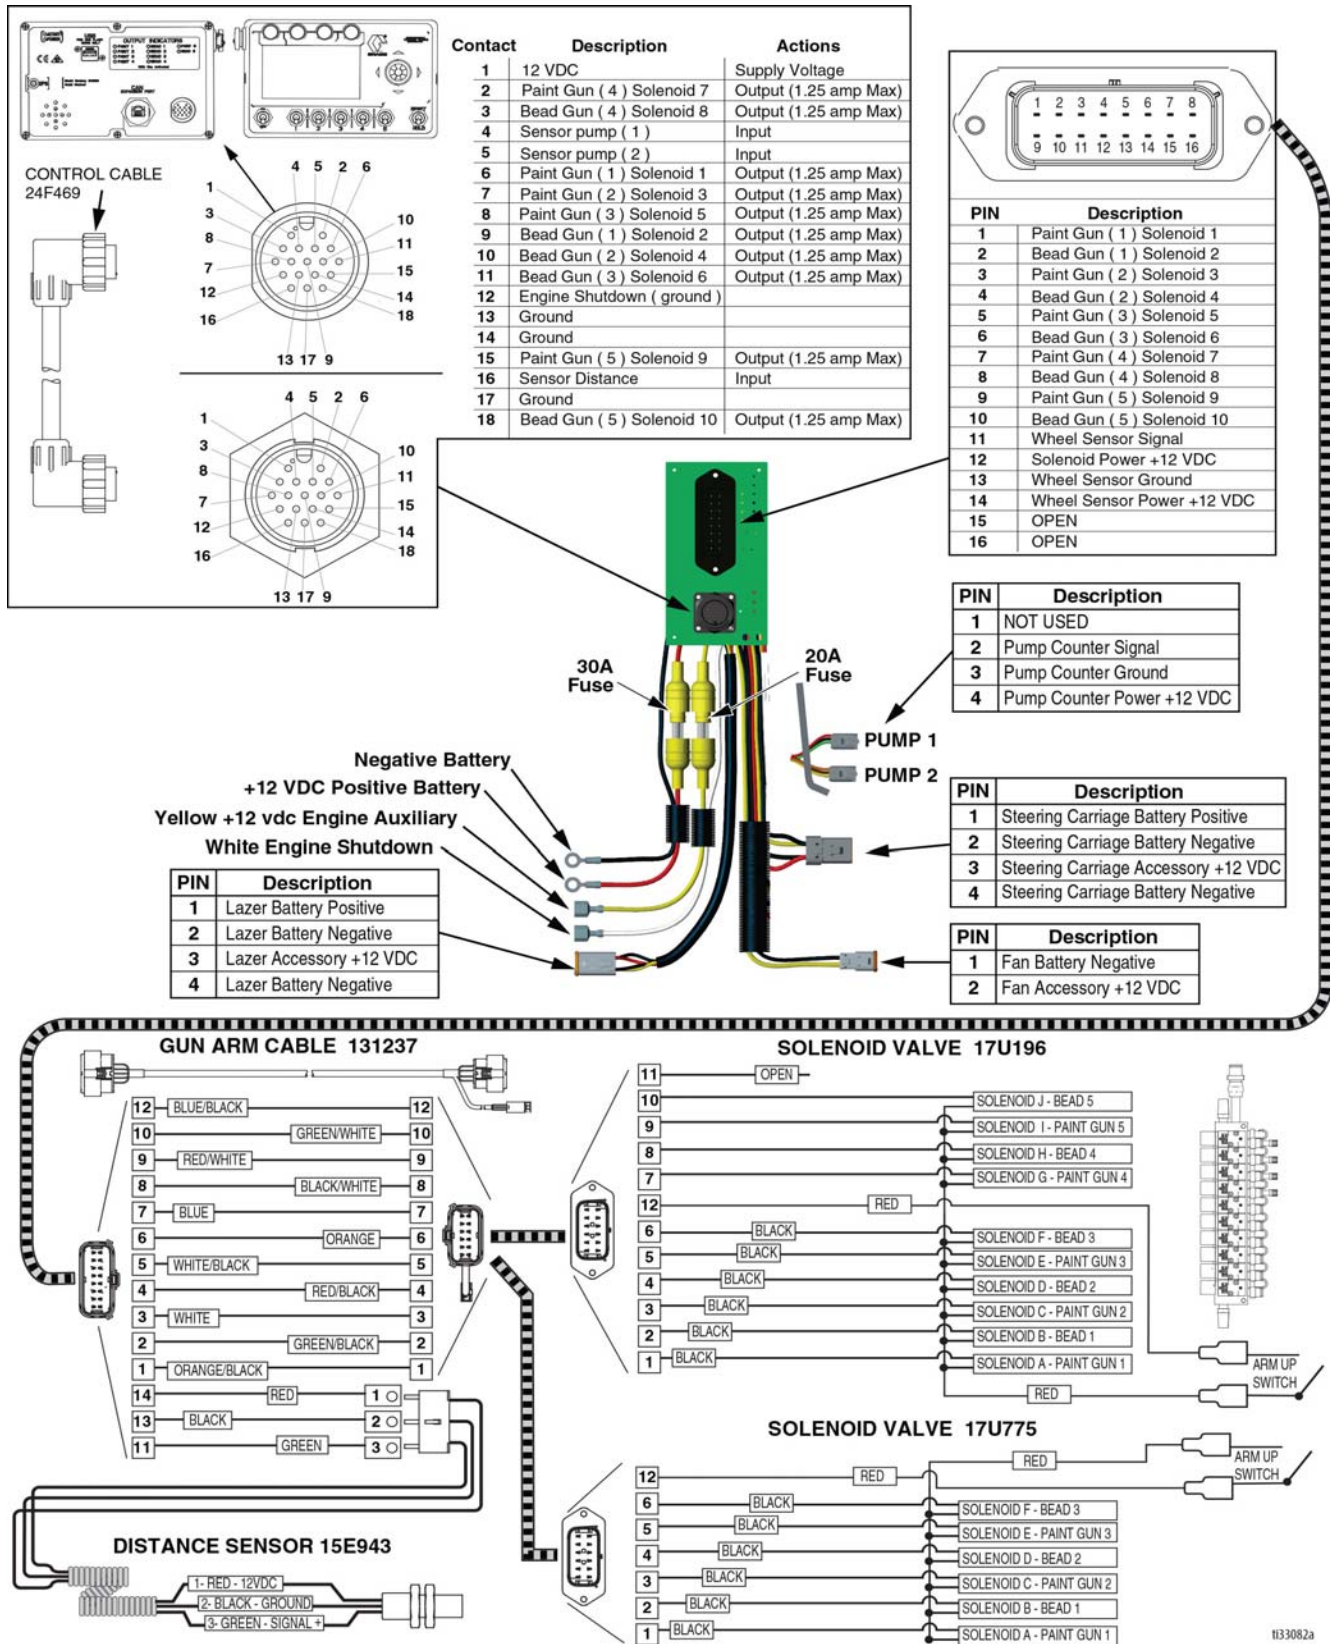 OUTPUT INDICATORS
CONTROL CABLE
24F469
4 5 2 6
1
3
8
7
12
16
10
11
15
14
18
13 17 9
4 5 2 6
1
3
8
7
12
16
10
11
15
14
18
13 17 9
Contact Description Actions
1 12 VDC Supply Voltage
2 Paint Gun ( 4 ) Solenoid 7 Output (1.25 amp Max)
3 Bead Gun ( 4 ) Solenoid 8 Output (1.25 amp Max)
4 Sensor pump ( 1 ) Input
5 Sensor pump ( 2 ) Input
6 Paint Gun ( 1 ) Solenoid 1 Output (1.25 amp Max)
7 Paint Gun ( 2 ) Solenoid 3 Output (1.25 amp Max)
8 Paint Gun ( 3 ) Solenoid 5 Output (1.25 amp Max)
9 Bead Gun ( 1 ) Solenoid 2 Output (1.25 amp Max)
10 Bead Gun ( 2 ) Solenoid 4 Output (1.25 amp Max)
11 Bead Gun ( 3 ) Solenoid 6 Output (1.25 amp Max)
12 Engine Shutdown ( ground )
13 Ground
14 Ground
15 Paint Gun ( 5 ) Solenoid 9 Output (1.25 amp Max)
16 Sensor Distance Input
17 Ground
18 Bead Gun ( 5 ) Solenoid 10 Output (1.25 amp Max)
1 2 3 4 5 6 7 8
9 10 11 12 13 14 15 16
PIN Description
1 Paint Gun ( 1 ) Solenoid 1
2 Bead Gun ( 1 ) Solenoid 2
3 Paint Gun ( 2 ) Solenoid 3
4 Bead Gun ( 2 ) Solenoid 4
5 Paint Gun ( 3 ) Solenoid 5
6 Bead Gun ( 3 ) Solenoid 6
7 Paint Gun ( 4 ) Solenoid 7
8 Bead Gun ( 4 ) Solenoid 8
9 Paint Gun ( 5 ) Solenoid 9
10 Bead Gun ( 5 ) Solenoid 10
11 Wheel Sensor Signal
12 Solenoid Power +12 VDC
13 Wheel Sensor Ground
14 Wheel Sensor Power +12 VDC
15 OPEN
16 OPEN
PIN Description
1 NOT USED
2 Pump Counter Signal
3 Pump Counter Ground
4 Pump Counter Power +12 VDC
30A
Fuse
20A
Fuse
PUMP 1
PUMP 2
Negative Battery
+12 VDC Positive Battery
Yellow +12 vdc Engine Auxiliary
White Engine Shutdown
PIN Description
1 Steering Carriage Battery Positive
2 Steering Carriage Battery Negative
3 Steering Carriage Accessory +12 VDC
4 Steering Carriage Battery Negative
PIN Description
1 Lazer Battery Positive
2 Lazer Battery Negative
3 Lazer Accessory +12 VDC
4 Lazer Battery Negative
PIN Description
1 Fan Battery Negative
2 Fan Accessory +12 VDC
GUN ARM CABLE 131237
12 BLUE/BLACK 12
10 GREEN/WHITE 10
9 RED/WHITE 9
8 BLACK/WHITE 8
7 BLUE 7
6 ORANGE 6
5 WHITE/BLACK 5
4 RED/BLACK 4
3 WHITE 3
2 GREEN/BLACK 2
1 ORANGE/BLACK 1
14 RED 1
13 BLACK 2
11 GREEN 3
SOLENOID VALVE 17U196
11 OPEN
10 SOLENOID J - BEAD 5
9 SOLENOID I - PAINT GUN 5
8 SOLENOID H - BEAD 4
7 SOLENOID G - PAINT GUN 4
12 RED
6 BLACK SOLENOID F - BEAD 3
5 BLACK SOLENOID E - PAINT GUN 3
4 BLACK SOLENOID D - BEAD 2
3 BLACK SOLENOID C - PAINT GUN 2
2 BLACK SOLENOID B - BEAD 1
1 BLACK SOLENOID A - PAINT GUN 1
RED
ARM UP
SWITCH
SOLENOID VALVE 17U775
RED
ARM UP
SWITCH
12 RED
6 BLACK SOLENOID F - BEAD 3
5 BLACK SOLENOID E - PAINT GUN 3
4 BLACK SOLENOID D - BEAD 2
3 BLACK SOLENOID C - PAINT GUN 2
2 BLACK SOLENOID B - BEAD 1
1 BLACK SOLENOID A - PAINT GUN 1
DISTANCE SENSOR 15E943
1- RED - 12VDC
2- BLACK - GROUND
3- GREEN - SIGNAL +
ti33082a